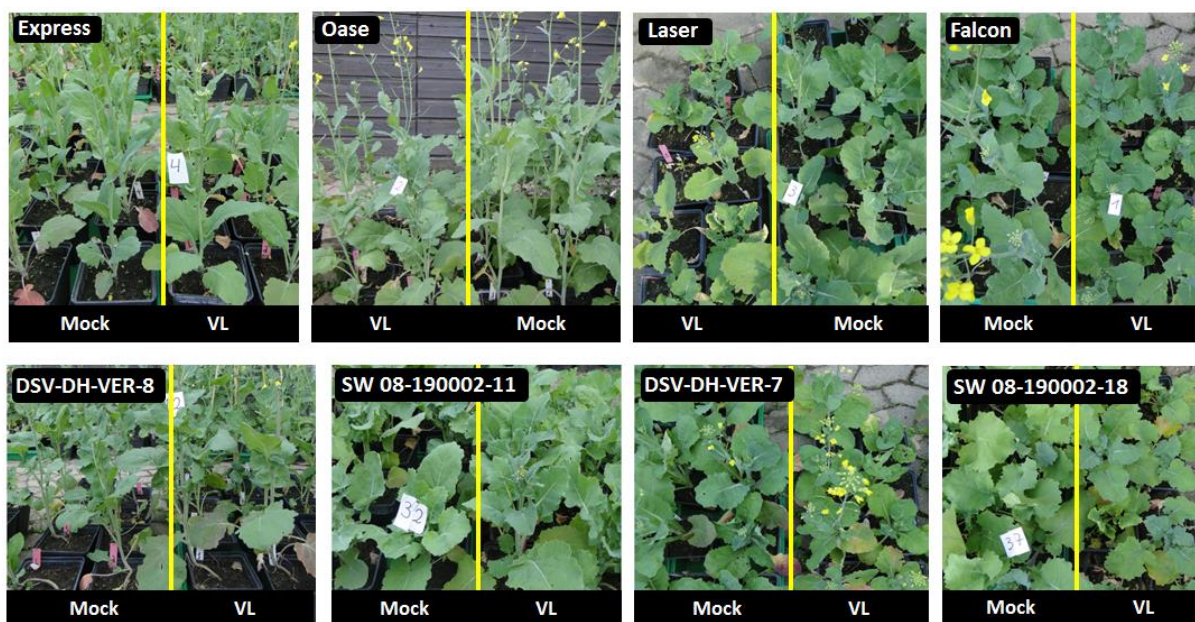 Express
4
Mock VL
Oase
VL Mock
Laser
3
VL Mock
Falcon
1
Mock VL
DSV-DH-VER-8
2
Mock VL
SW 08-190002-11
32
Mock VL
DSV-DH-VER-7
Mock VL
SW 08-190002-18
37
Mock VL